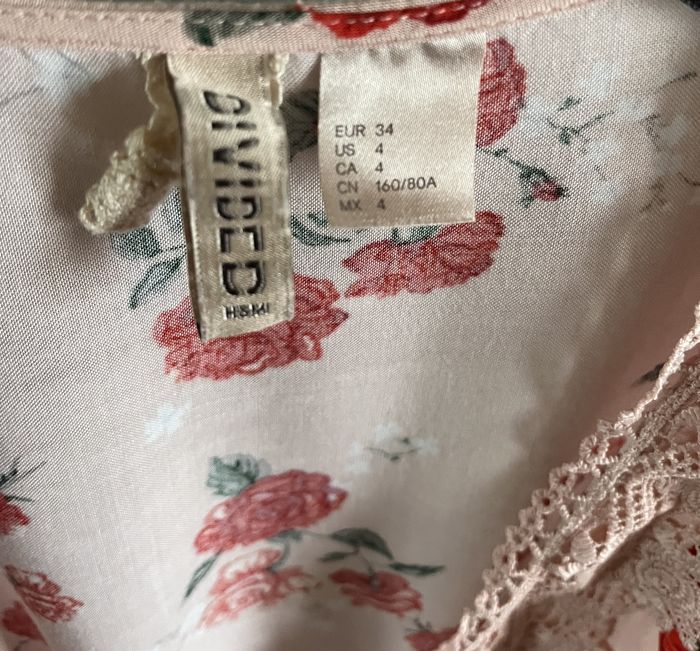 DIVIDED
H&M
EUR 34
US 4
CA 4
CN 160/80A
MX 4